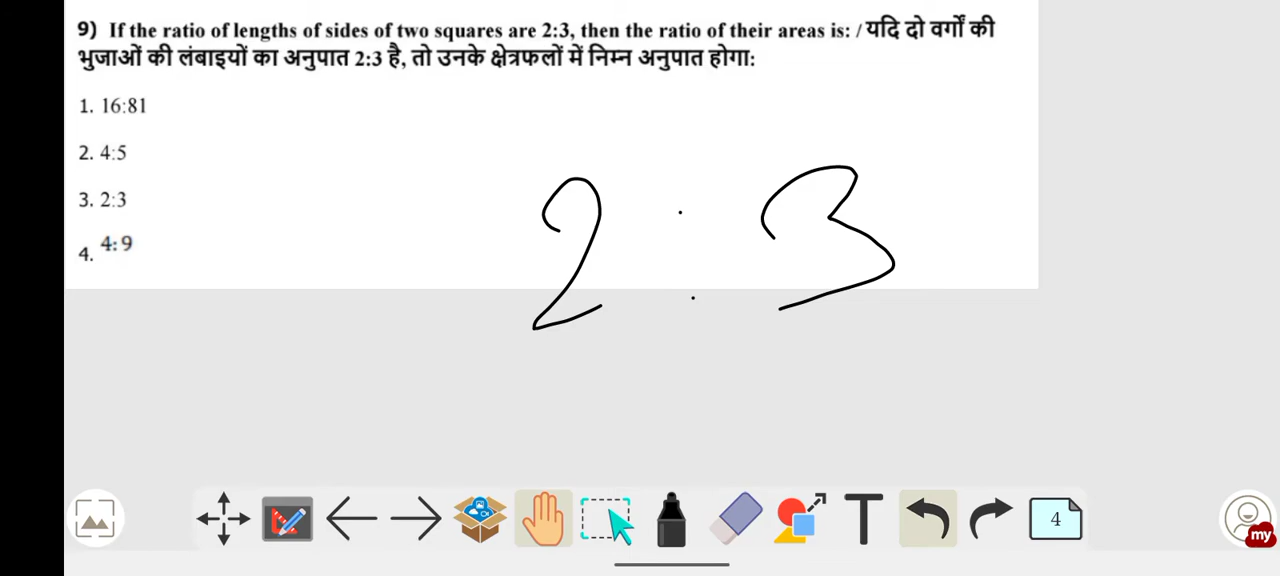 9) If the ratio of lengths of sides of two squares are 2:3, then the ratio of their areas is: / यदि दो वर्गों की
भुजाओं की लंबाइयों का अनुपात 2:3 है, तो उनके क्षेत्रफलों में निम्न अनुपात होगा:
1. 16:81
2. 4:5
3. 2:3
4. 4:9
2 : 3
T
4
my